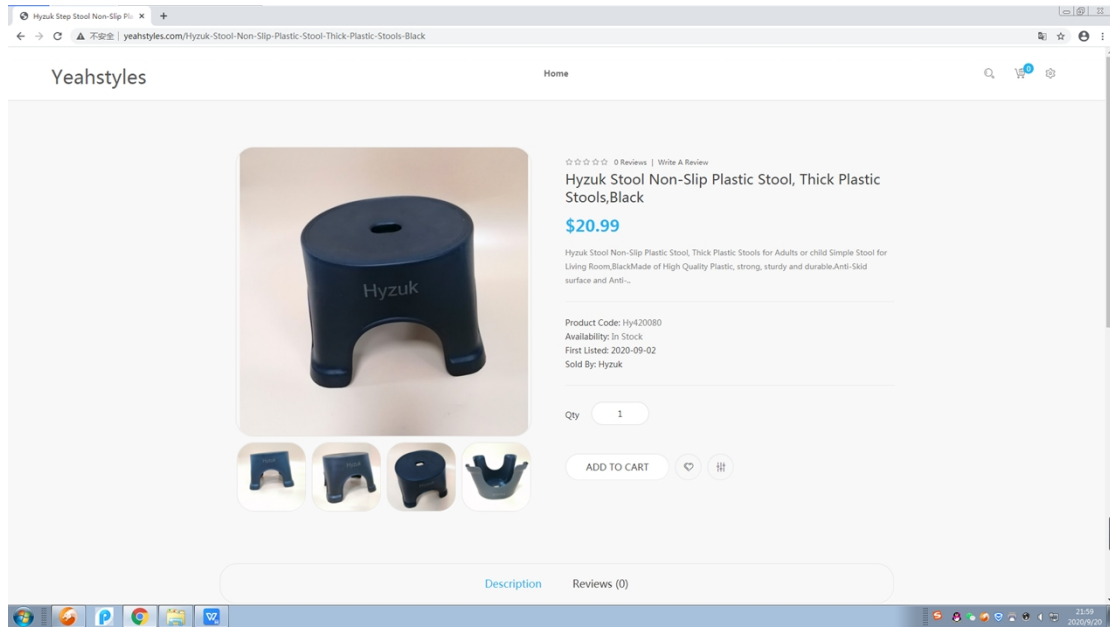 Hyzuk Step Stool Non-Slip Pla
不安全 | yeahstyles.com/Hyzuk-Stool-Non-Slip-Plastic-Stool-Thick-Plastic-Stools-Black
Yeahstyles
Home
0
0 Reviews | Write A Review
Hyzuk Stool Non-Slip Plastic Stool, Thick Plastic
Stools,Black
$20.99
Hyzuk Stool Non-Slip Plastic Stool, Thick Plastic Stools for Adults or child Simple Stool for
Living Room,BlackMade of High Quality Plastic, strong, sturdy and durable.Anti-Skid
surface and Anti-..
Hyzuk
Product Code: Hy420080
Availability: In Stock
First Listed: 2020-09-02
Sold By: Hyzuk
Qty 1
ADD TO CART
Description Reviews (0)
21:59
2020/9/20